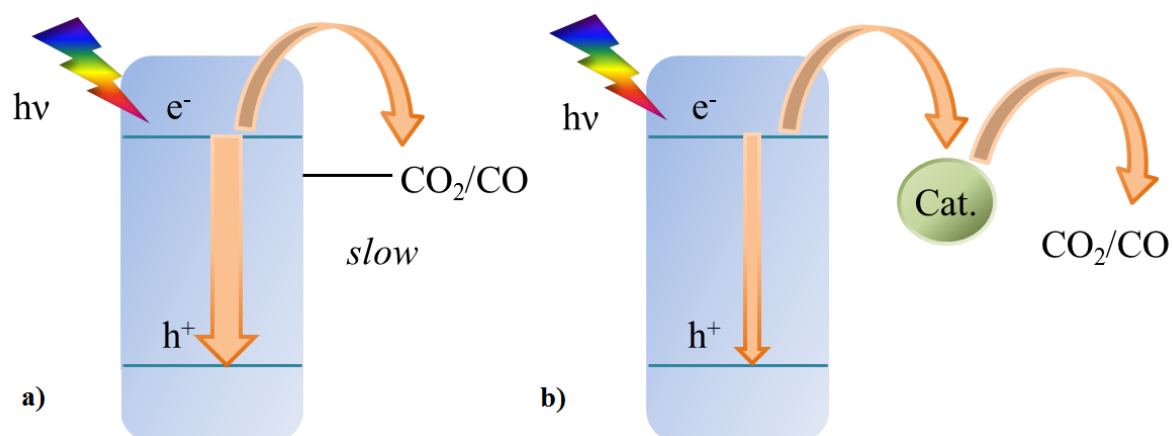 hν
e⁻
CO₂/CO
slow
h⁺
a)
hν
e⁻
Cat.
CO₂/CO
h⁺
b)